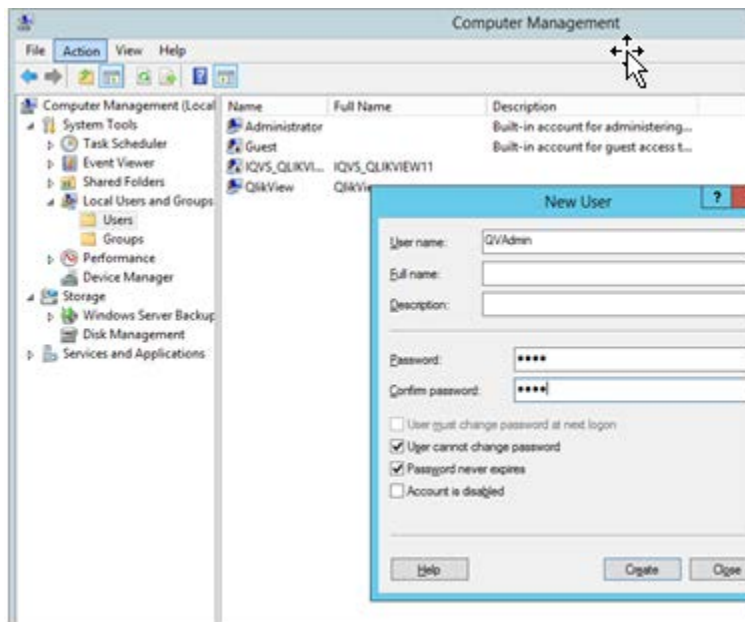 Computer Management
File Action View Help
Computer Management (Local
System Tools
Task Scheduler
Event Viewer
Shared Folders
Local Users and Groups
Users
Groups
Performance
Device Manager
Storage
Windows Server Backup
Disk Management
Services and Applications
Name Full Name Description
Administrator Built-in account for administering...
Guest Built-in account for guest access t...
IQVS_QLIKVI... IQVS_QLIKVIEW11
QlikView QlikVie
New User
?
User name: QVAdmin
Full name:
Description:
Password: ••••
Confirm password: ••••
User must change password at next logon
User cannot change password
Password never expires
Account is disabled
Help Create Close